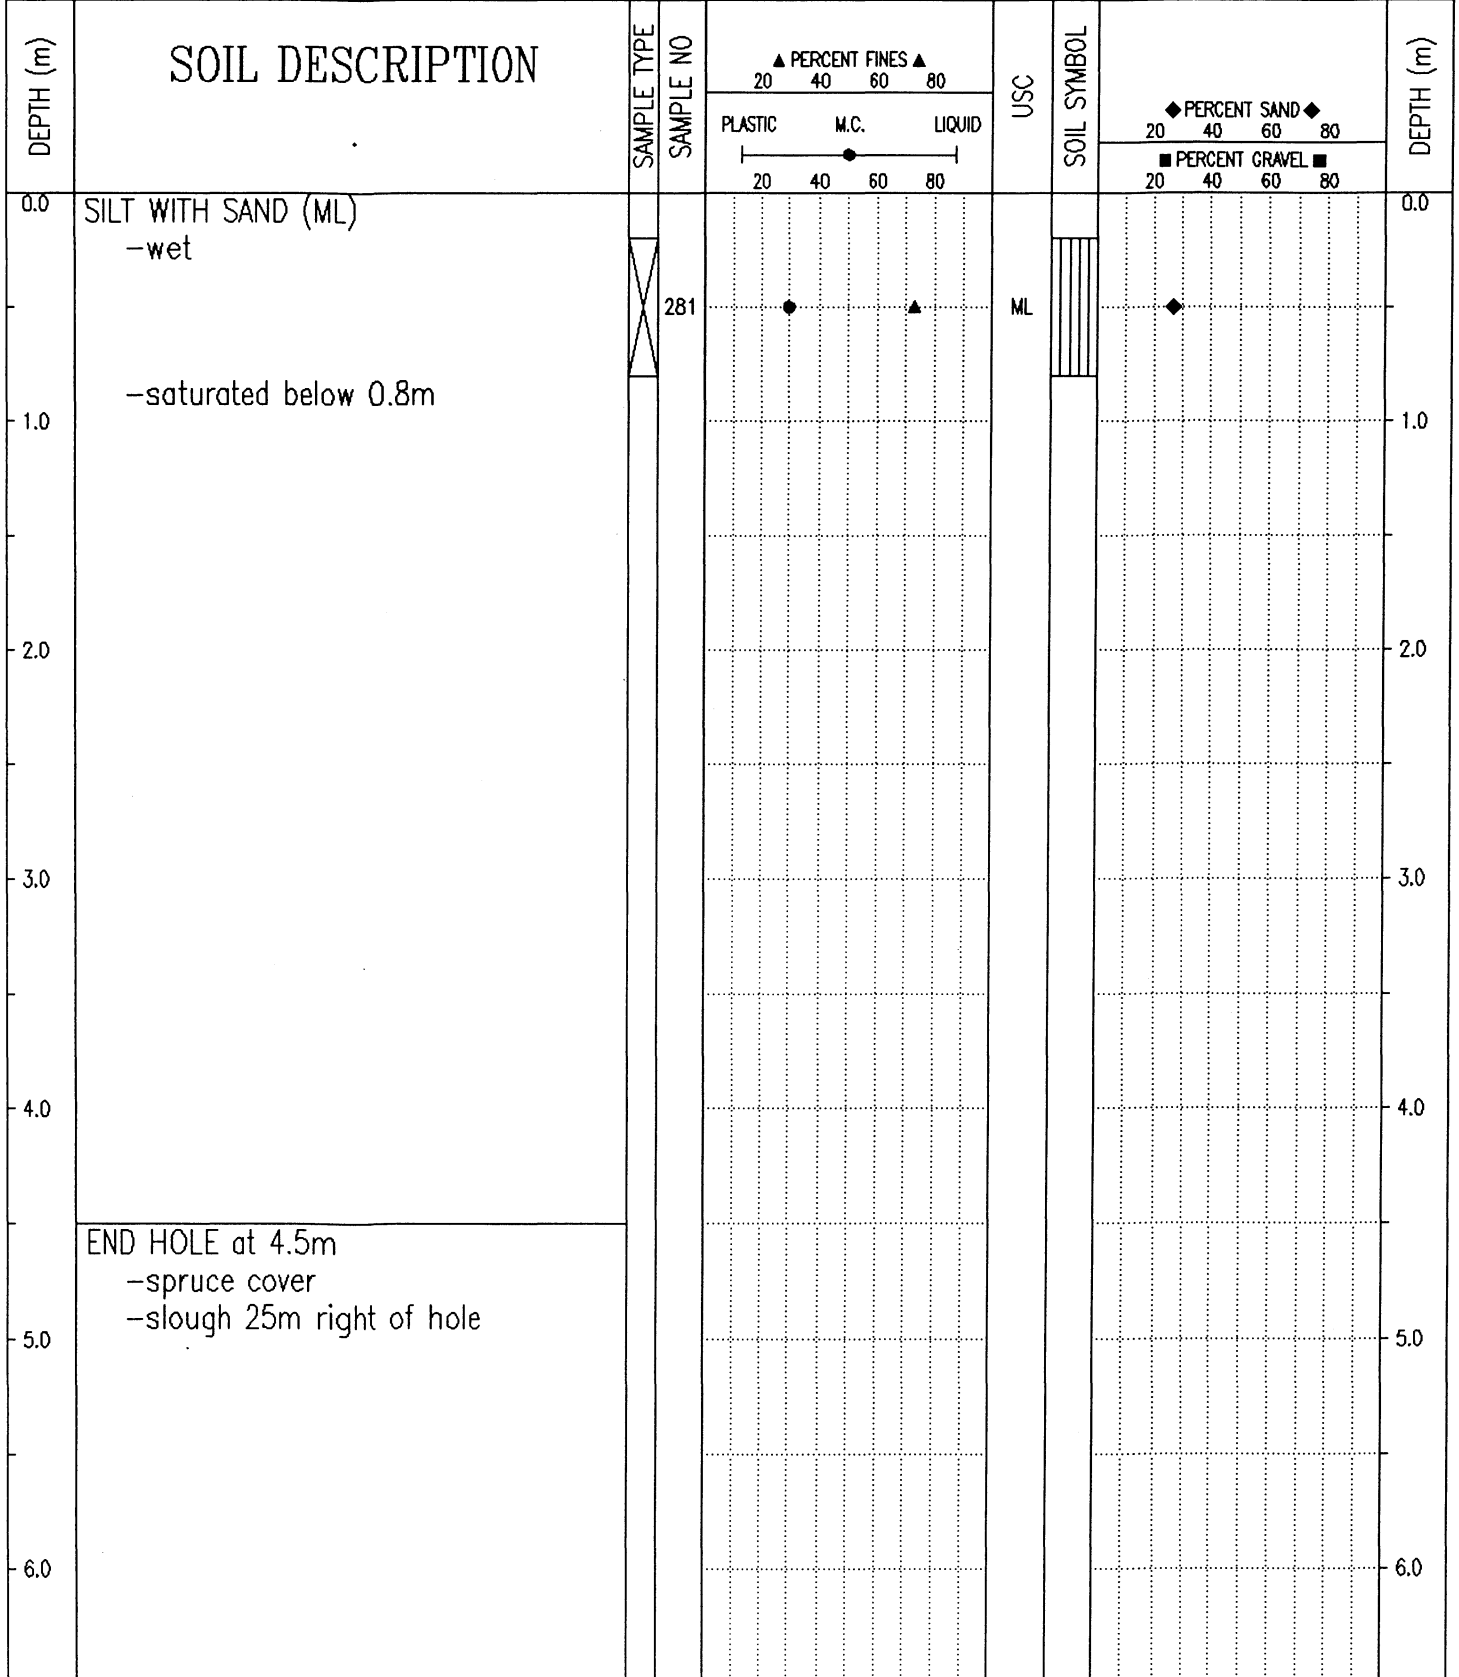 DEPTH (m)
SOIL DESCRIPTION
SAMPLE TYPE
SAMPLE NO
▲ PERCENT FINES ▲
20 40 60 80
PLASTIC M.C. LIQUID
20 40 60 80
USC
SOIL SYMBOL
◆ PERCENT SAND ◆
20 40 60 80
■ PERCENT GRAVEL ■
20 40 60 80
DEPTH (m)
0.0
SILT WITH SAND (ML)
0.0
-wet
281
ML
-saturated below 0.8m
1.0
1.0
2.0
2.0
3.0
3.0
4.0
4.0
END HOLE at 4.5m
-spruce cover
-slough 25m right of hole
5.0
5.0
6.0
6.0